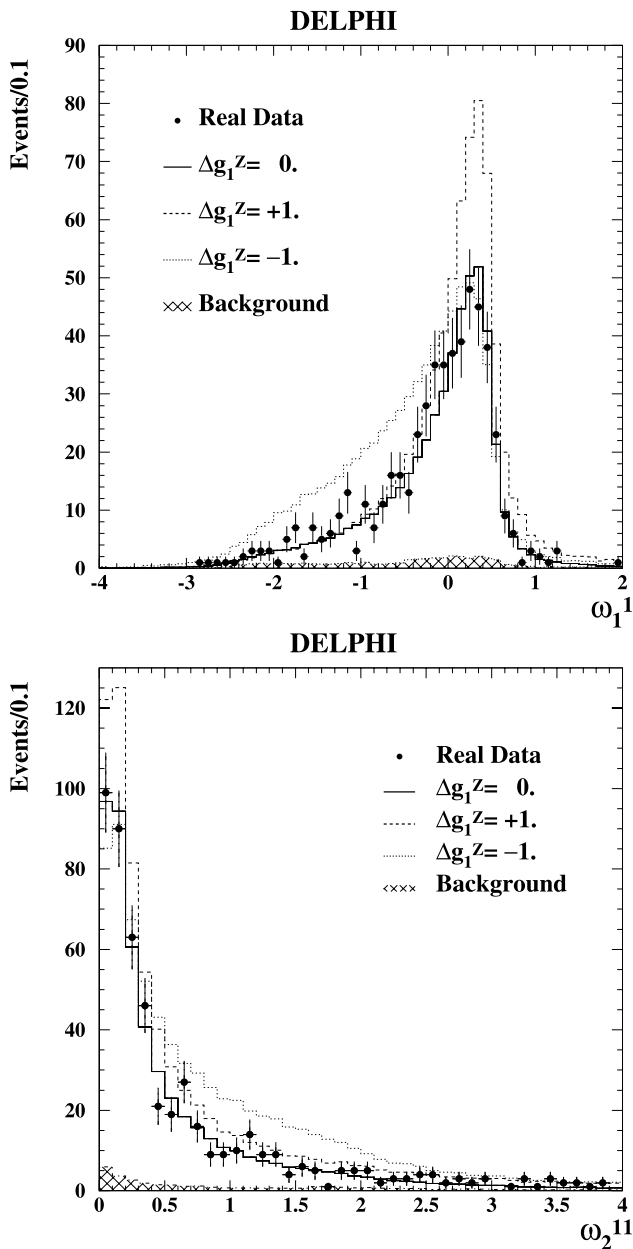 DELPHI
Events/0.1
90
80
70
60
50
40
30
20
10
0
Real Data
Δg₁ᶻ= 0.
Δg₁ᶻ= +1.
Δg₁ᶻ= −1.
Background
-4 -3 -2 -1 0 1 2
ω₁¹
DELPHI
Events/0.1
120
100
80
60
40
20
0
Real Data
Δg₁ᶻ= 0.
Δg₁ᶻ= +1.
Δg₁ᶻ= −1.
Background
0 0.5 1 1.5 2 2.5 3 3.5 4
ω₂¹¹